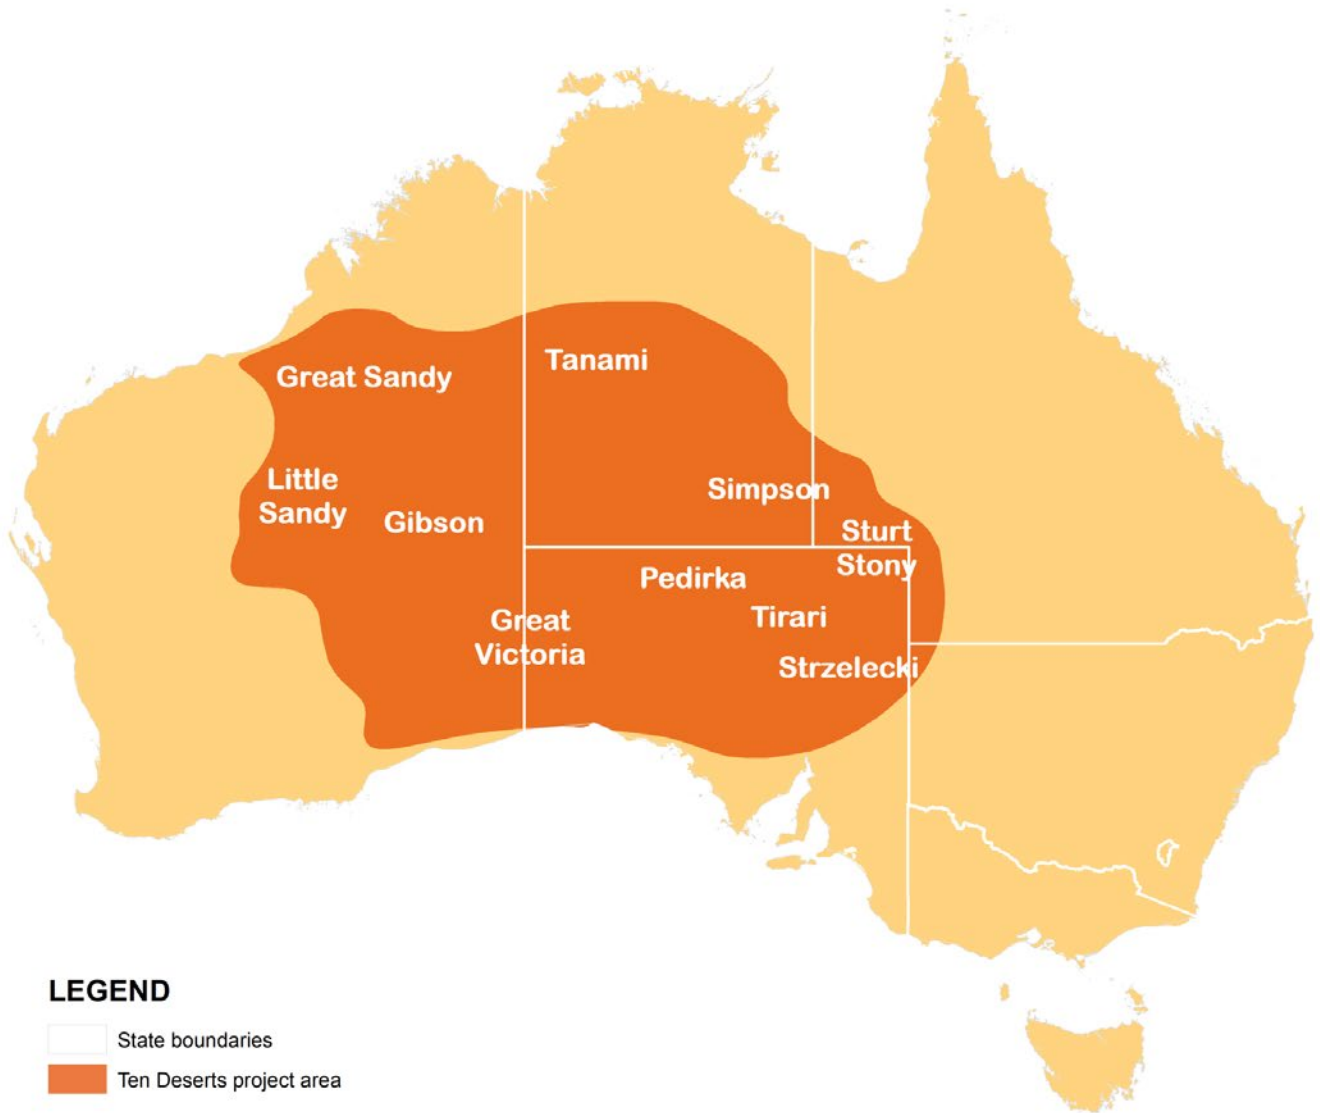 Tanami
Great Sandy
Little
Sandy
Gibson
Simpson
Sturt
Stony
Pedirka
Great
Victoria
Tirari
Strzelecki
LEGEND
State boundaries
Ten Deserts project area